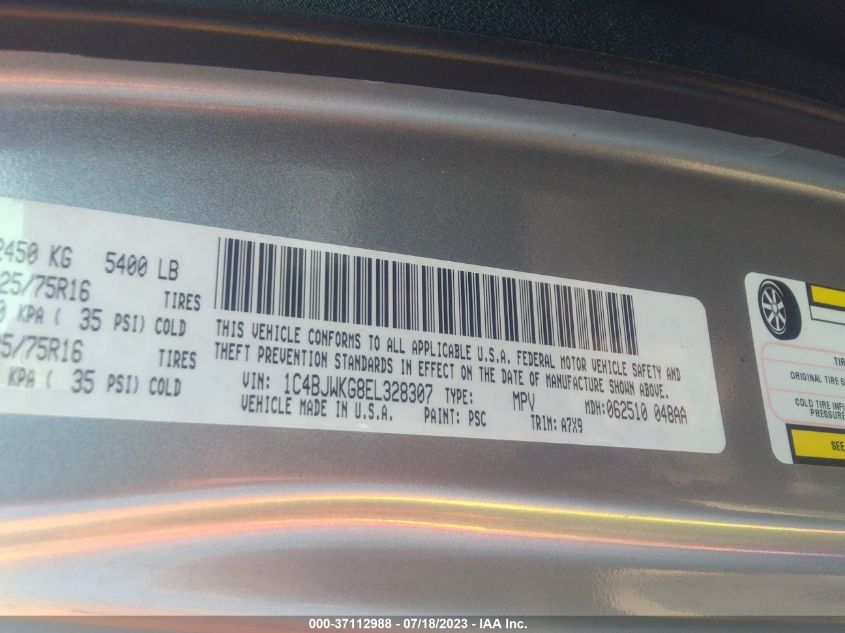 2450 KG 5400 LB
25/75R16 TIRES
0 KPA ( 35 PSI) COLD
25/75R16 TIRES
KPA ( 35 PSI) COLD
THIS VEHICLE CONFORMS TO ALL APPLICABLE U.S.A. FEDERAL MOTOR VEHICLE SAFETY AND
THEFT PREVENTION STANDARDS IN EFFECT ON THE DATE OF MANUFACTURE SHOWN ABOVE.
VIN: 1C4BJWKG8EL328307 TYPE: MPV MDH:062510 048AA
VEHICLE MADE IN U.S.A. PAINT: PSC TRIM: A7X9
TIR
ORIGINAL TIRE S
COLD TIRE INFL
PRESSURE
SEE
000-37112988 - 07/18/2023 - IAA Inc.